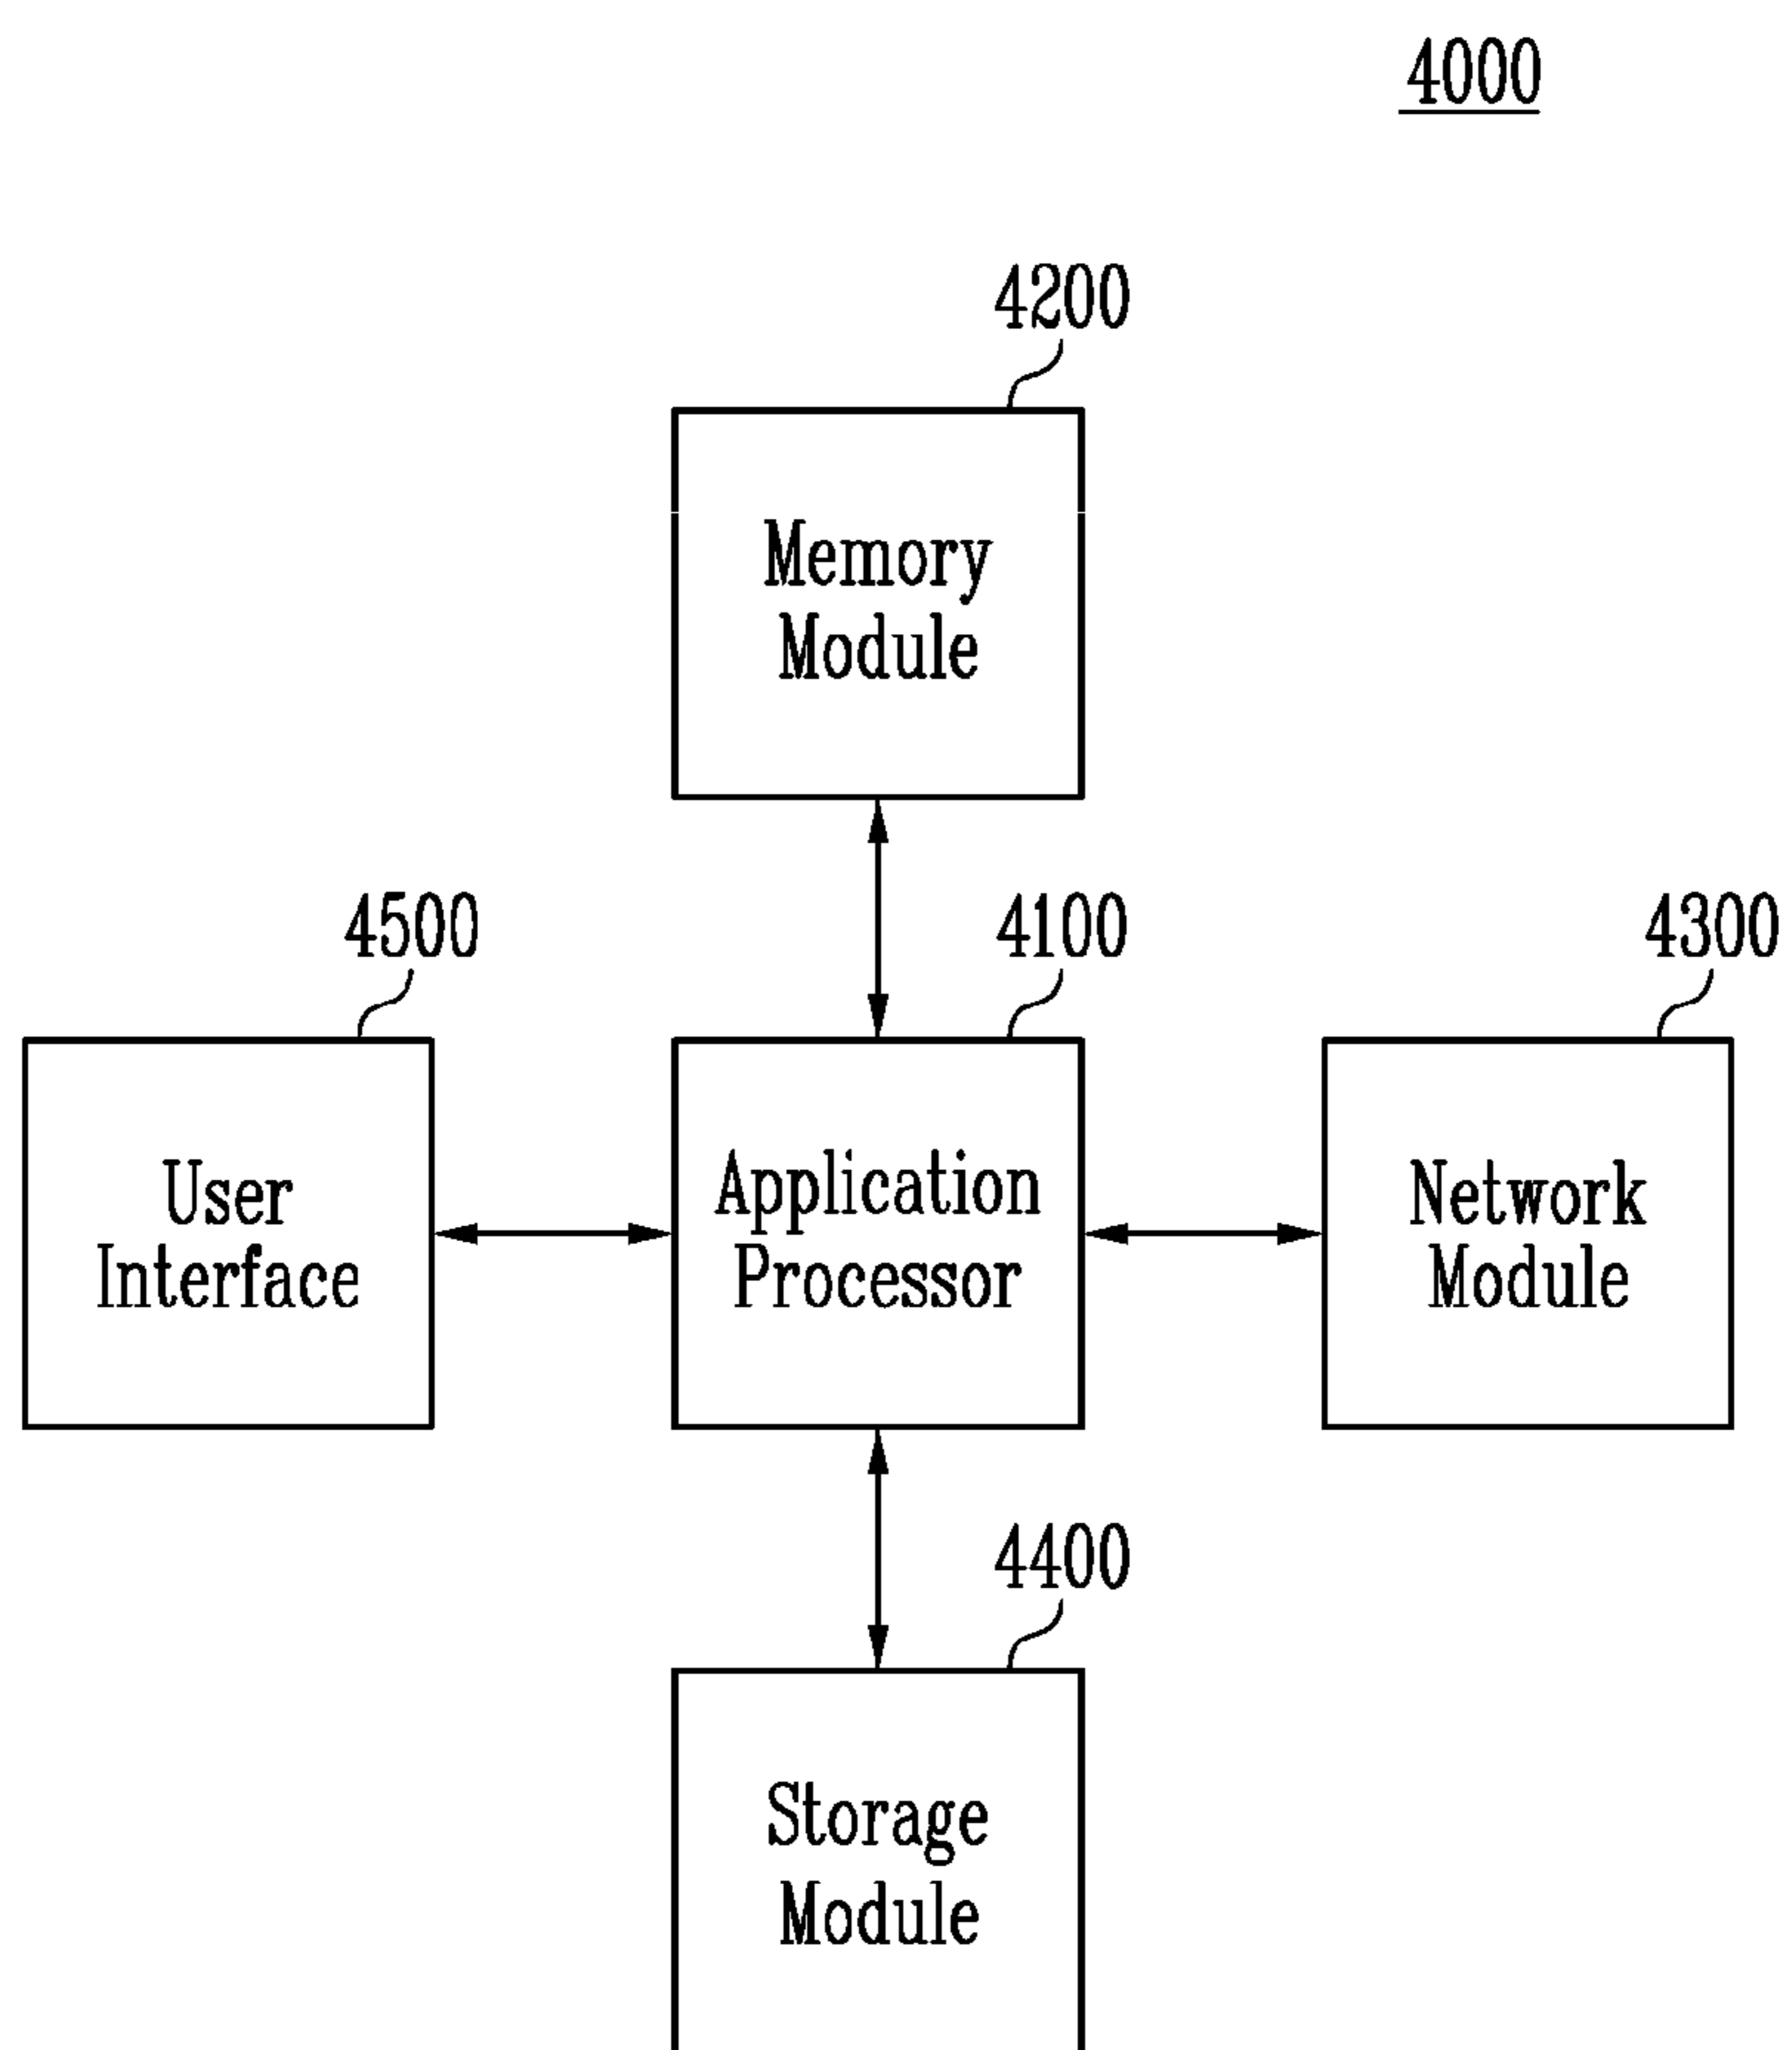 4000
4200
Memory
Module
4500
4100
4300
User
Interface
Application
Processor
Network
Module
4400
Storage
Module